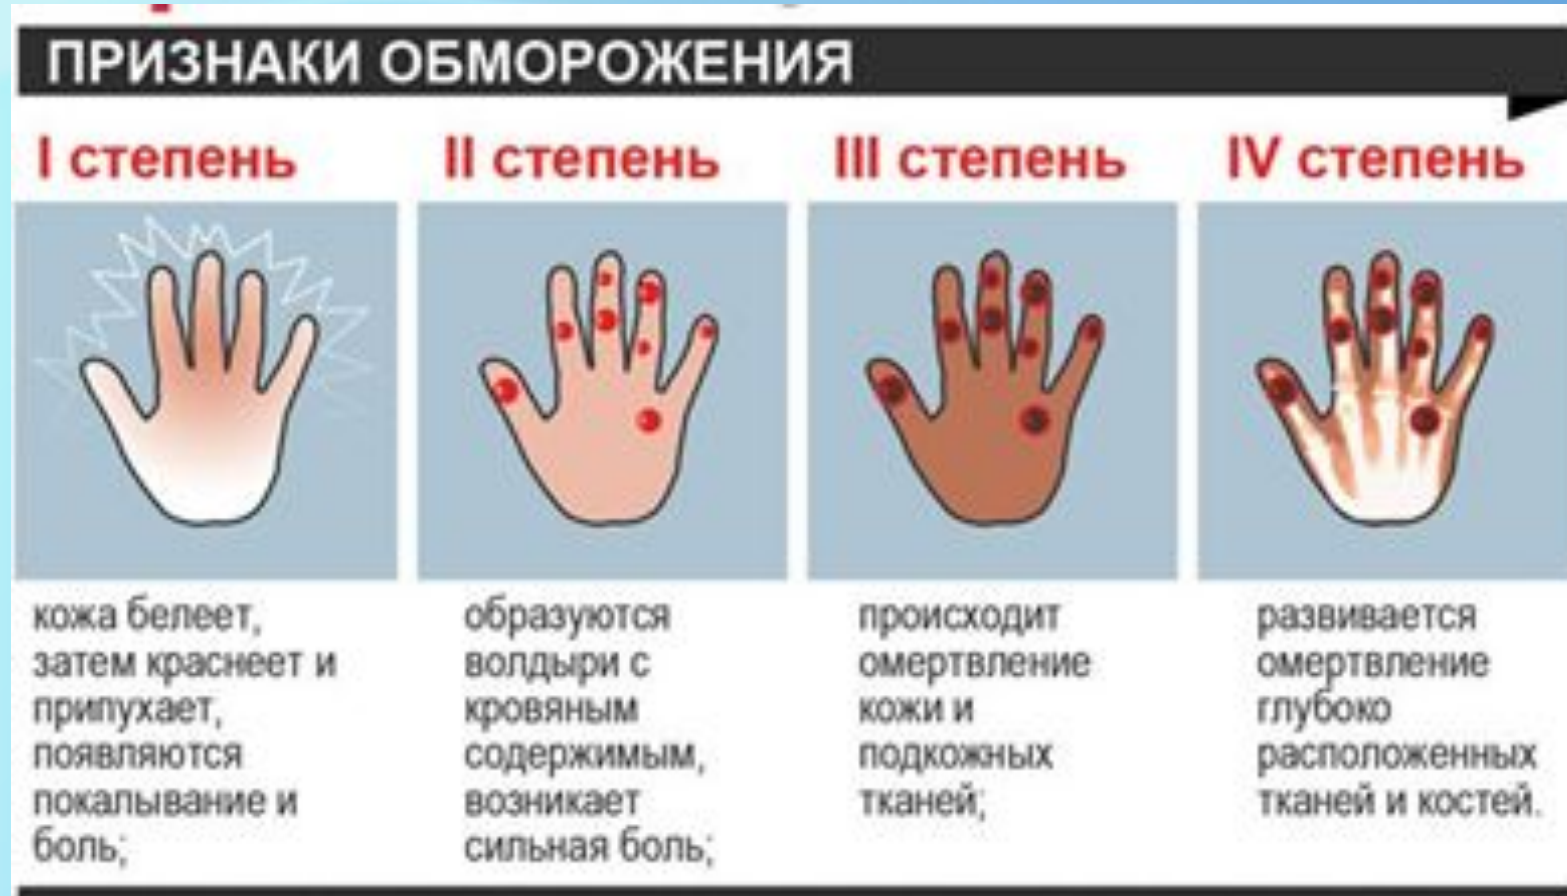 ПРИЗНАКИ ОБМОРОЖЕНИЯ
I степень
кожа белеет,
затем краснеет и
припухает,
появляются
покалывание и
боль;
II степень
образуются
волдыри с
кровяным
содержимым,
возникает
сильная боль;
III степень
происходит
омертвление
кожи и
подкожных
тканей;
IV степень
развивается
омертвление
глубоко
расположенных
тканей и костей.